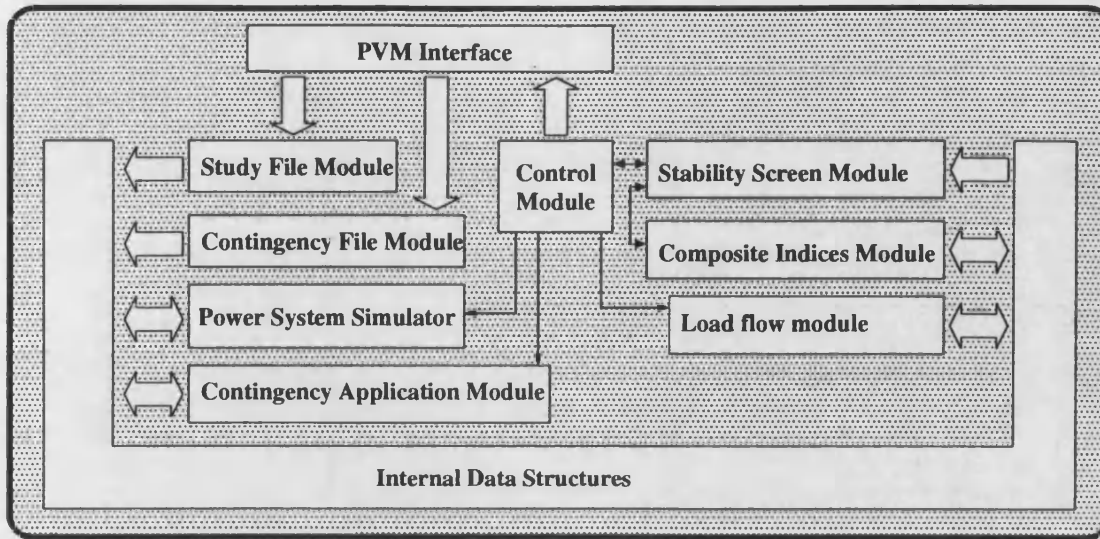 PVM Interface
Study File Module
Control
Module
Stability Screen Module
Contingency File Module
Composite Indices Module
Power System Simulator
Load flow module
Contingency Application Module
Internal Data Structures